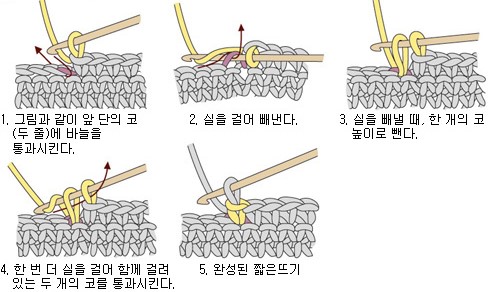 1. 그림과 같이 앞 단의 코
(두 줄)에 바늘을
통과시킨다.
2. 실을 걸어 빼낸다.
3. 실을 빼낼 때, 한 개의 코
높이로 뺀다.
4. 한 번 더 실을 걸어 함께 걸려
있는 두 개의 코를 통과시킨다.
5. 완성된 짧은뜨기